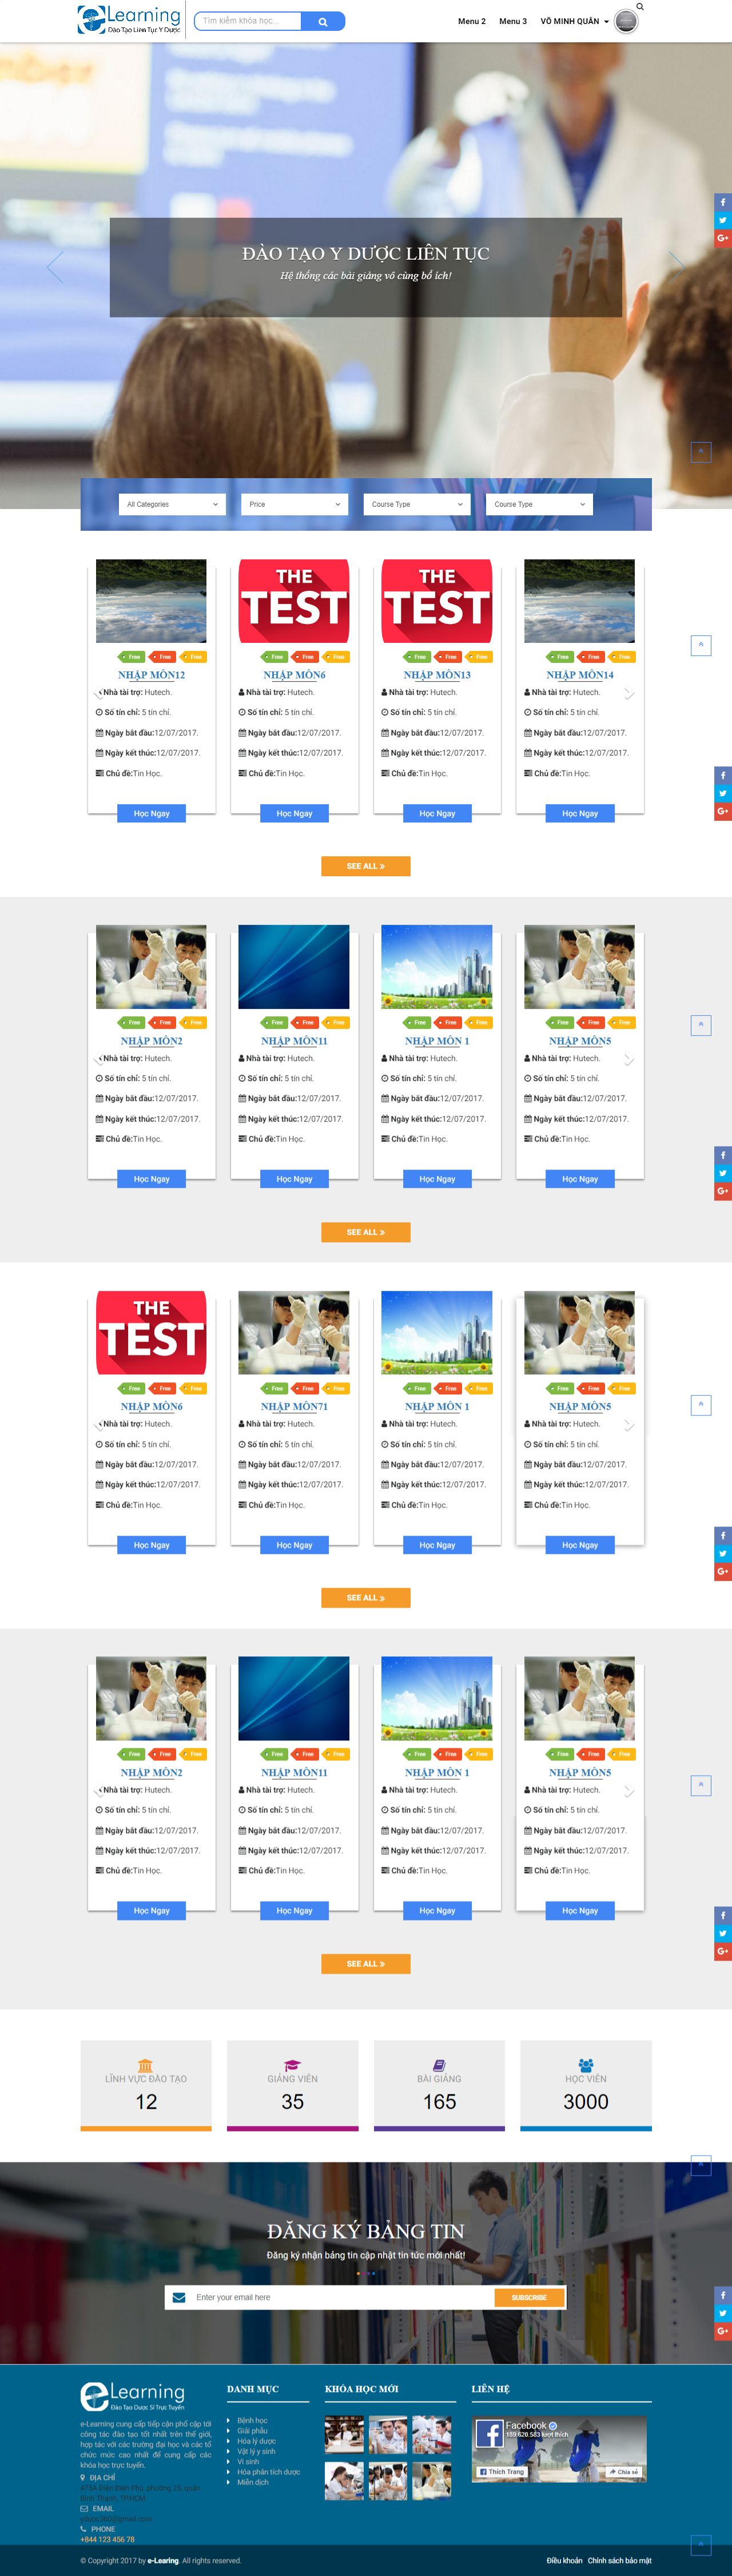 eLearning
Đào Tạo Liên Tục Y Dược
Tìm kiếm khóa học...
Menu 2
Menu 3
VÕ MINH QUÂN
ĐÀO TẠO Y DƯỢC LIÊN TỤC
Hệ thống các bài giảng vô cùng bổ ích!
All Categories
Price
Course Type
Course Type
THE TEST
THE TEST
Free Free Free
Free Free Free
Free Free Free
Free Free Free
NHẬP MÔN12
NHẬP MÔN6
NHẬP MÔN13
NHẬP MÔN14
Nhà tài trợ: Hutech.
Nhà tài trợ: Hutech.
Nhà tài trợ: Hutech.
Nhà tài trợ: Hutech.
Số tín chỉ: 5 tín chỉ.
Số tín chỉ: 5 tín chỉ.
Số tín chỉ: 5 tín chỉ.
Số tín chỉ: 5 tín chỉ.
Ngày bắt đầu:12/07/2017.
Ngày bắt đầu:12/07/2017.
Ngày bắt đầu:12/07/2017.
Ngày bắt đầu:12/07/2017.
Ngày kết thúc:12/07/2017.
Ngày kết thúc:12/07/2017.
Ngày kết thúc:12/07/2017.
Ngày kết thúc:12/07/2017.
Chủ đề:Tin Học.
Chủ đề:Tin Học.
Chủ đề:Tin Học.
Chủ đề:Tin Học.
Học Ngay
Học Ngay
Học Ngay
Học Ngay
SEE ALL »
Free Free Free
Free Free Free
Free Free Free
Free Free Free
NHẬP MÔN2
NHẬP MÔN11
NHẬP MÔN 1
NHẬP MÔN5
Nhà tài trợ: Hutech.
Nhà tài trợ: Hutech.
Nhà tài trợ: Hutech.
Nhà tài trợ: Hutech.
Số tín chỉ: 5 tín chỉ.
Số tín chỉ: 5 tín chỉ.
Số tín chỉ: 5 tín chỉ.
Số tín chỉ: 5 tín chỉ.
Ngày bắt đầu:12/07/2017.
Ngày bắt đầu:12/07/2017.
Ngày bắt đầu:12/07/2017.
Ngày bắt đầu:12/07/2017.
Ngày kết thúc:12/07/2017.
Ngày kết thúc:12/07/2017.
Ngày kết thúc:12/07/2017.
Ngày kết thúc:12/07/2017.
Chủ đề:Tin Học.
Chủ đề:Tin Học.
Chủ đề:Tin Học.
Chủ đề:Tin Học.
Học Ngay
Học Ngay
Học Ngay
Học Ngay
SEE ALL »
THE TEST
Free Free Free
Free Free Free
Free Free Free
Free Free Free
NHẬP MÔN6
NHẬP MÔN71
NHẬP MÔN 1
NHẬP MÔN5
Nhà tài trợ: Hutech.
Nhà tài trợ: Hutech.
Nhà tài trợ: Hutech.
Nhà tài trợ: Hutech.
Số tín chỉ: 5 tín chỉ.
Số tín chỉ: 5 tín chỉ.
Số tín chỉ: 5 tín chỉ.
Số tín chỉ: 5 tín chỉ.
Ngày bắt đầu:12/07/2017.
Ngày bắt đầu:12/07/2017.
Ngày bắt đầu:12/07/2017.
Ngày bắt đầu:12/07/2017.
Ngày kết thúc:12/07/2017.
Ngày kết thúc:12/07/2017.
Ngày kết thúc:12/07/2017.
Ngày kết thúc:12/07/2017.
Chủ đề:Tin Học.
Chủ đề:Tin Học.
Chủ đề:Tin Học.
Chủ đề:Tin Học.
Học Ngay
Học Ngay
Học Ngay
Học Ngay
SEE ALL »
Free Free Free
Free Free Free
Free Free Free
Free Free Free
NHẬP MÔN2
NHẬP MÔN11
NHẬP MÔN 1
NHẬP MÔN5
Nhà tài trợ: Hutech.
Nhà tài trợ: Hutech.
Nhà tài trợ: Hutech.
Nhà tài trợ: Hutech.
Số tín chỉ: 5 tín chỉ.
Số tín chỉ: 5 tín chỉ.
Số tín chỉ: 5 tín chỉ.
Số tín chỉ: 5 tín chỉ.
Ngày bắt đầu:12/07/2017.
Ngày bắt đầu:12/07/2017.
Ngày bắt đầu:12/07/2017.
Ngày bắt đầu:12/07/2017.
Ngày kết thúc:12/07/2017.
Ngày kết thúc:12/07/2017.
Ngày kết thúc:12/07/2017.
Ngày kết thúc:12/07/2017.
Chủ đề:Tin Học.
Chủ đề:Tin Học.
Chủ đề:Tin Học.
Chủ đề:Tin Học.
Học Ngay
Học Ngay
Học Ngay
Học Ngay
SEE ALL »
LĨNH VỰC ĐÀO TẠO
12
GIẢNG VIÊN
35
BÀI GIẢNG
165
HỌC VIÊN
3000
ĐĂNG KÝ BẢNG TIN
Đăng ký nhận bảng tin cập nhật tin tức mới nhất!
Enter your email here
SUBSCRIBE
eLearning
Đào Tạo Dược Sĩ Trực Tuyến
e-Learning cung cấp tiếp cận phổ cập tới
công tác đào tạo tốt nhất trên thế giới,
hợp tác với các trường đại học và các tổ
chức mức cao nhất để cung cấp các
khóa học trực tuyến.
ĐỊA CHỈ
475A Điện Biên Phủ, phường 25, quận
Bình Thạnh, TP.HCM
EMAIL
PHONE
+844 123 456 78
DANH MỤC
Bệnh học
Giải phẫu
Hóa lý dược
Vật lý y sinh
Vi sinh
Hóa phân tích dược
Miễn dịch
KHÓA HỌC MỚI
LIÊN HỆ
Facebook
189.620.583 lượt thích
Thích Trang
Chia sẻ
© Copyright 2017 by e-Learing. All rights reserved.
Điều khoản
Chính sách bảo mật